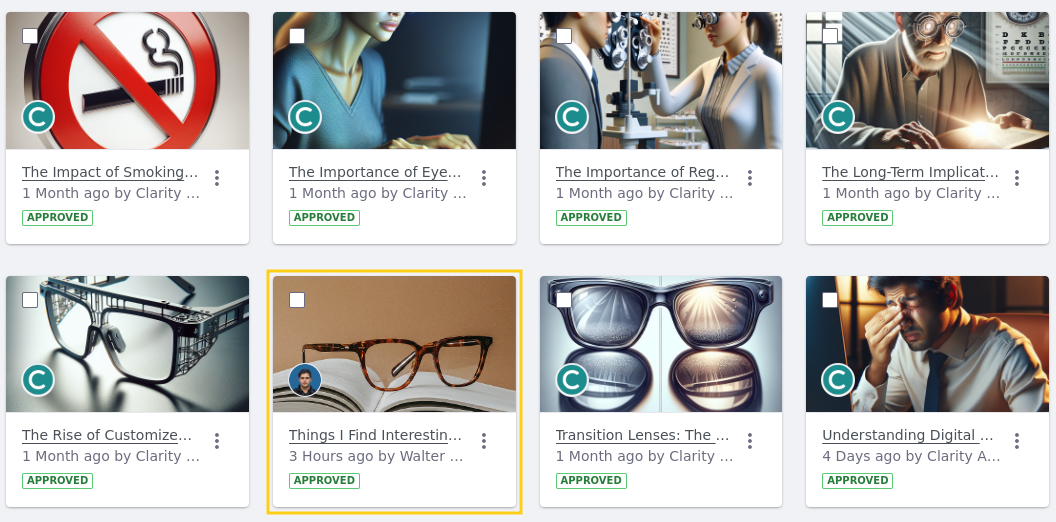 C
C
C
C
The Impact of Smoking...
The Importance of Eye...
The Importance of Reg...
The Long-Term Implicat...
1 Month ago by Clarity ...
1 Month ago by Clarity ...
1 Month ago by Clarity ...
1 Month ago by Clarity ...
APPROVED
APPROVED
APPROVED
APPROVED
C
C
C
The Rise of Customize...
Things I Find Interestin...
Transition Lenses: The ...
Understanding Digital ...
1 Month ago by Clarity ...
3 Hours ago by Walter ...
1 Month ago by Clarity ...
4 Days ago by Clarity A...
APPROVED
APPROVED
APPROVED
APPROVED